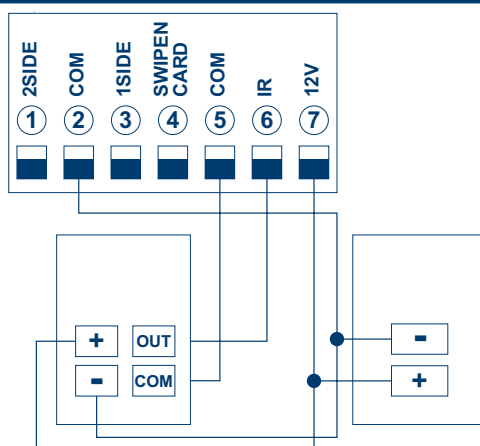 2SIDE
COM
1SIDE
SWIPEN
CARD
COM
IR
12V
1
2
3
4
5
6
7
+
OUT
-
COM
-
+